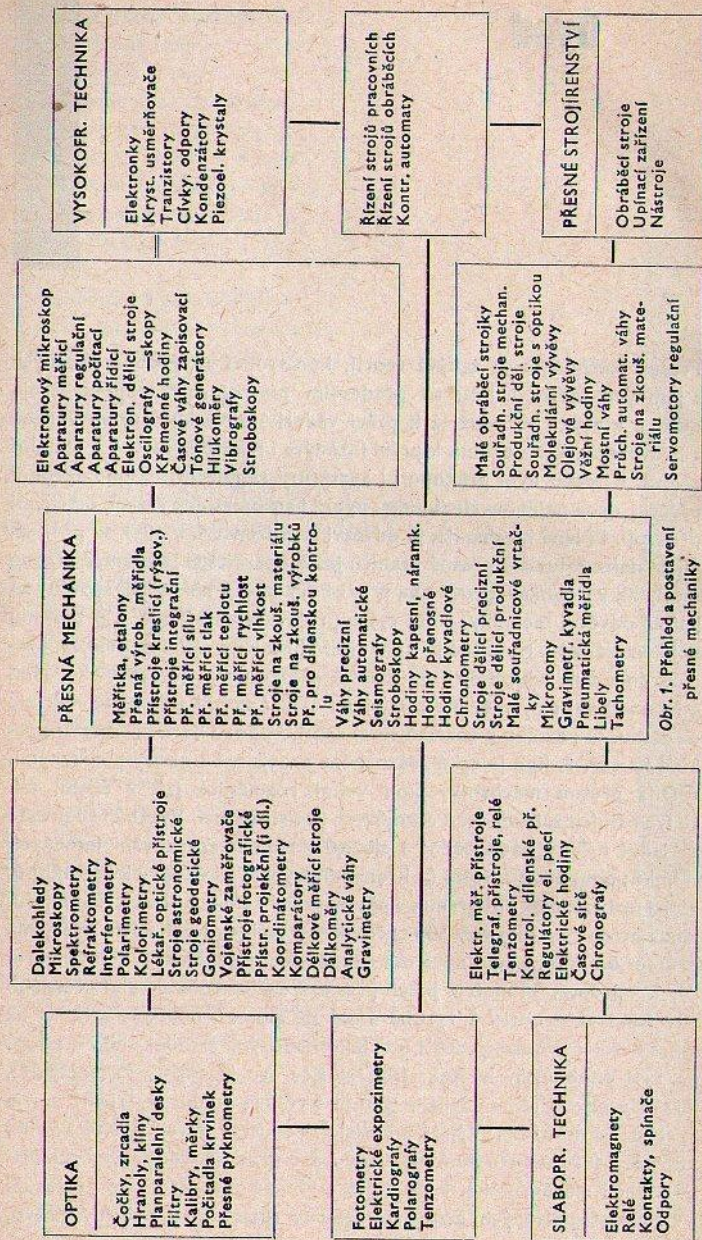 OPTIKA
Čočky, zrcadla
Hranoly, klíny
Planparalelní desky
Filtry
Kalibry, měrky
Počitadla krvinek
Přesné pyknometry
Fotometry
Elektrické expozimetry
Kardiografy
Polarografy
Tenzometry
SLABOPR. TECHNIKA
Elektromagnety
Relé
Kontakty, spínače
Odpory
Dalekohledy
Mikroskopy
Spektrometry
Refraktometry
Interferometry
Polarimetry
Kolorimetry
Lékař. optické přístroje
Stroje astronomické
Stroje geodetické
Goniometry
Vojenské zaměřovače
Přístroje fotografické
Přístr. projekční (i díl.)
Koordinátometry
Komparátory
Délkové měřicí stroje
Dálkoměry
Analytické váhy
Gravimetry
Elektr. měř. přístroje
Telegraf. přístroje, relé
Tenzometry
Kontrol. dílenské př.
Regulátory el. pecí
Elektrické hodiny
Časové sítě
Chronografy
PŘESNÁ MECHANIKA
Měřítka, etalony
Přesná výrob. měřidla
Přístroje kreslicí (rýsov.)
Přístroje integrační
Př. měřicí sílu
Př. měřicí tlak
Př. měřicí teplotu
Př. měřicí rychlost
Př. měřicí vlhkost
Stroje na zkouš. materiálu
Stroje na zkouš. výrobků
Př. pro dílenskou kontro-
lu
Váhy precizní
Váhy automatické
Seismografy
Stroboskopy
Hodiny kapesní, náramk.
Hodiny přenosné
Hodiny kyvadlové
Chronometry
Stroje dělicí precizní
Stroje dělicí produkční
Malé souřadnicové vrtač-
ky
Mikrotomy
Gravimetr. kyvadla
Pneumatická měřidla
Libely
Tachometry
Obr. 1. Přehled a postavení
přesné mechaniky
Elektronový mikroskop
Aparatury měřicí
Aparatury regulační
Aparatury počítací
Aparatury řídicí
Elektron. dělicí stroje
Oscilografy —skopy
Křemenné hodiny
Časové váhy zapisovací
Tónové generátory
Hlukoměry
Vibrografy
Stroboskopy
Malé obráběcí strojky
Souřadn. stroje mechan.
Produkční děl. stroje
Souřadn. stroje s optikou
Molekulární vývěvy
Olejové vývěvy
Věžní hodiny
Mostní váhy
Průch. automat. váhy
Stroje na zkouš. mate-
riálu
Servomotory regulační
VYSOKOFR. TECHNIKA
Elektronky
Kryst. usměrňovače
Tranzistory
Cívky, odpory
Kondenzátory
Piezoel. krystaly
Řízení strojů pracovních
Řízení strojů obráběcích
Kontr. automaty
PŘESNÉ STROJÍRENSTVÍ
Obráběcí stroje
Upínací zařízení
Nástroje